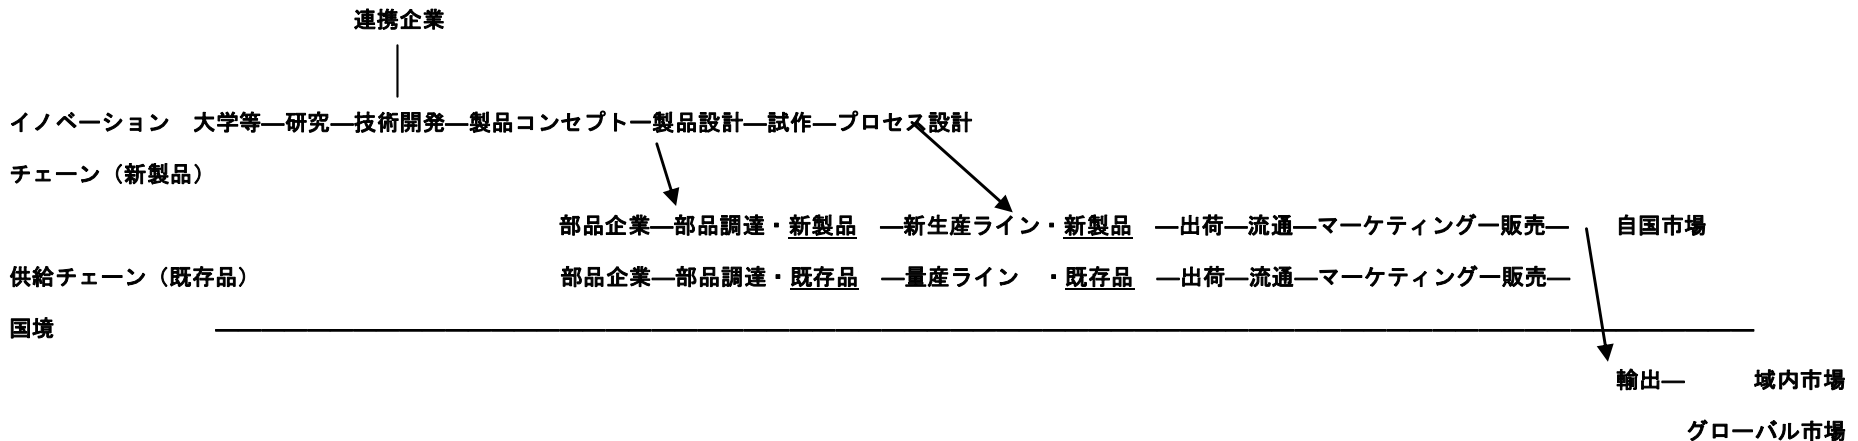 連携企業
イノベーション　大学等―研究―技術開発―製品コンセプトー製品設計―試作―プロセス設計
チェーン（新製品）
部品企業―部品調達・新製品　―新生産ライン・新製品　―出荷―流通―マーケティングー販売―　自国市場
供給チェーン（既存品）　部品企業―部品調達・既存品　―量産ライン　・既存品　―出荷―流通―マーケティングー販売―
国境
輸出―　域内市場
グローバル市場